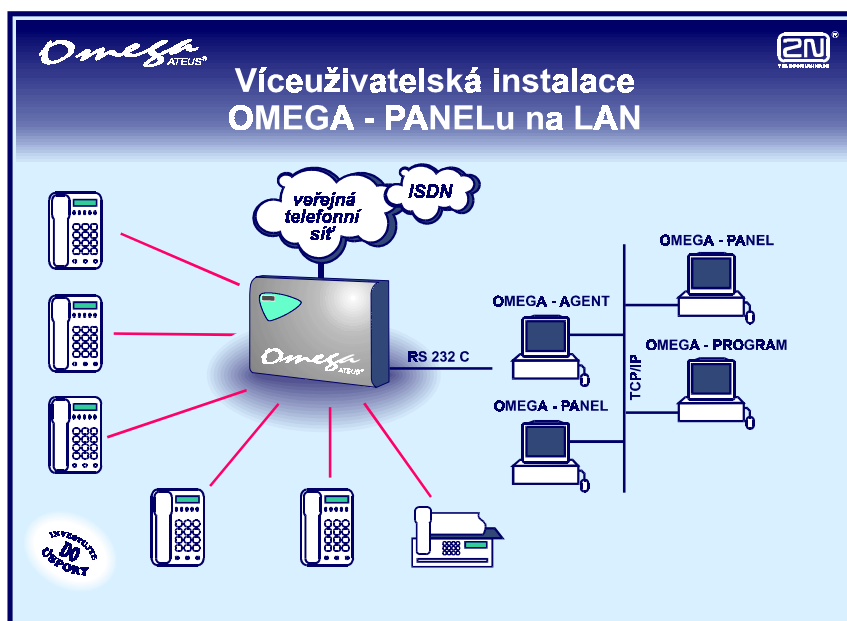 Omega
ATEUS®
2N®
TELEKOMUNIKACE
Víceuživatelská instalace
OMEGA - PANELu na LAN
veřejná
telefonní
síť
ISDN
OMEGA - PANEL
OMEGA - AGENT
Omega
ATEUS®
RS 232 C
TCP/IP
OMEGA - PROGRAM
OMEGA - PANEL
INVESTUJTE
DO
ÚSPORY